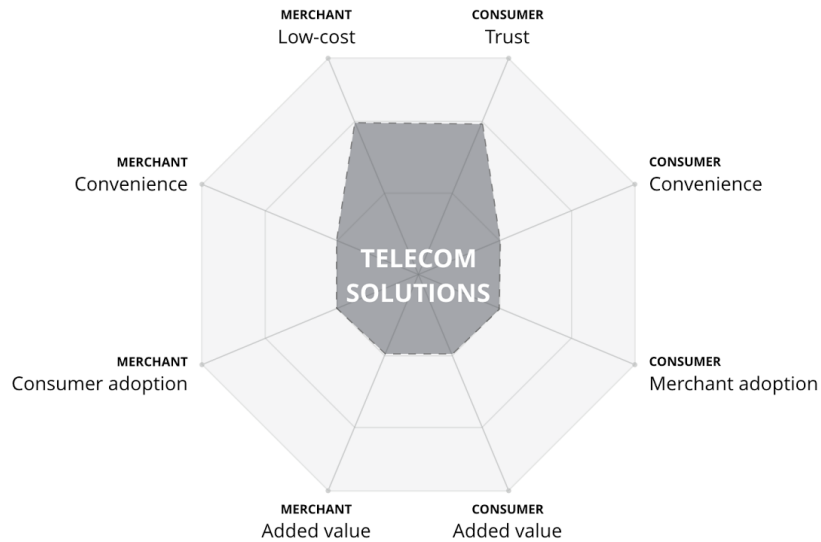 MERCHANT
Low-cost
CONSUMER
Trust
MERCHANT
Convenience
CONSUMER
Convenience
TELECOM
SOLUTIONS
MERCHANT
Consumer adoption
CONSUMER
Merchant adoption
MERCHANT
Added value
CONSUMER
Added value